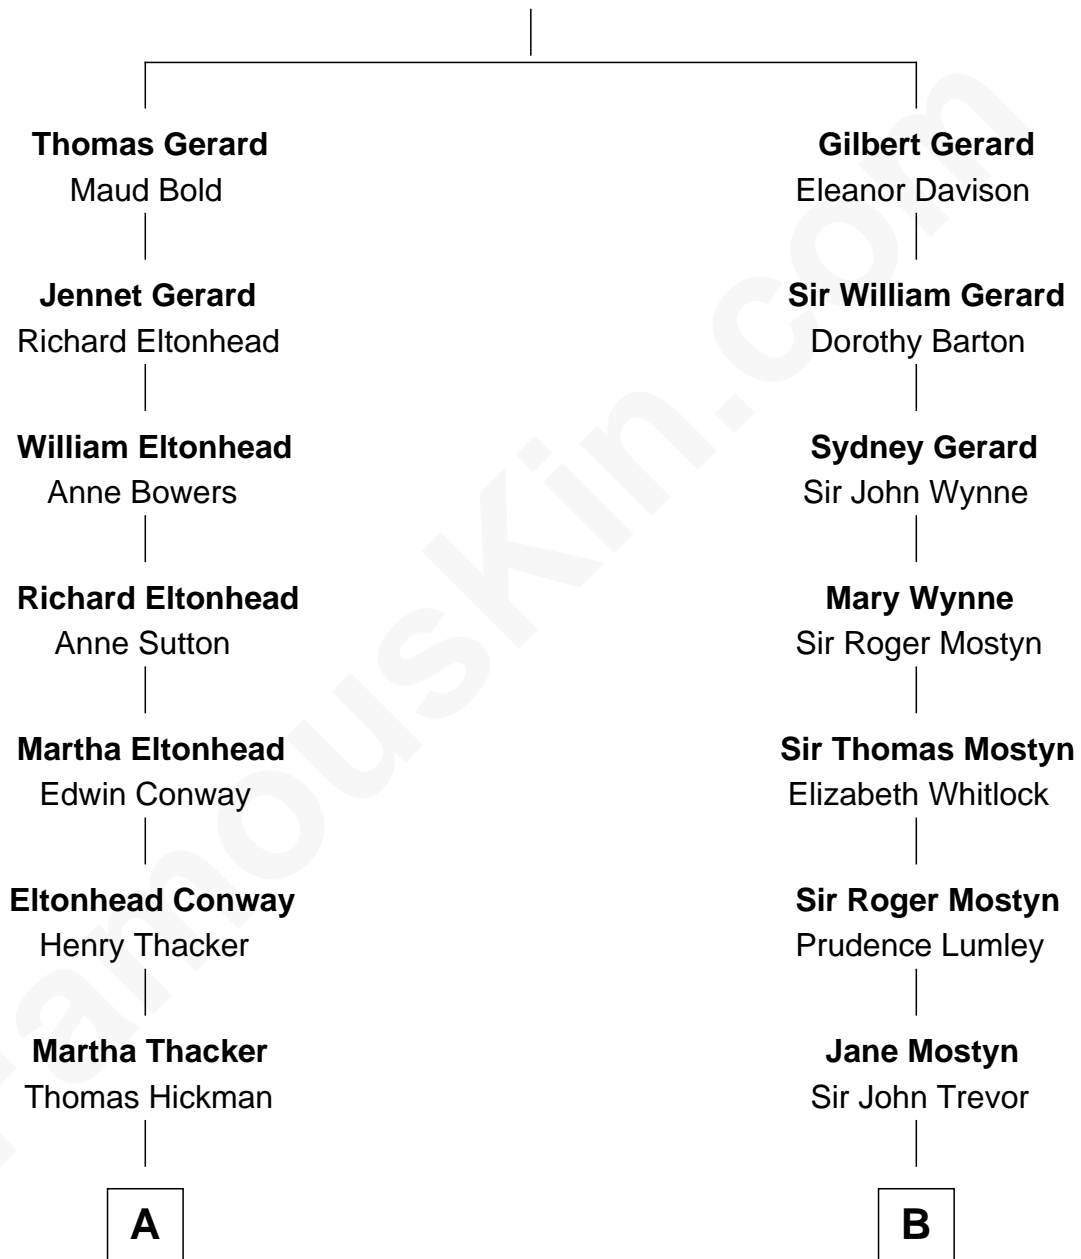 Thomas Gerard
Maud Bold
Jennet Gerard
Richard Eltonhead
William Eltonhead
Anne Bowers
Richard Eltonhead
Anne Sutton
Martha Eltonhead
Edwin Conway
Eltonhead Conway
Henry Thacker
Martha Thacker
Thomas Hickman
A
Gilbert Gerard
Eleanor Davison
Sir William Gerard
Dorothy Barton
Sydney Gerard
Sir John Wynne
Mary Wynne
Sir Roger Mostyn
Sir Thomas Mostyn
Elizabeth Whitlock
Sir Roger Mostyn
Prudence Lumley
Jane Mostyn
Sir John Trevor
B
FamousKin.com